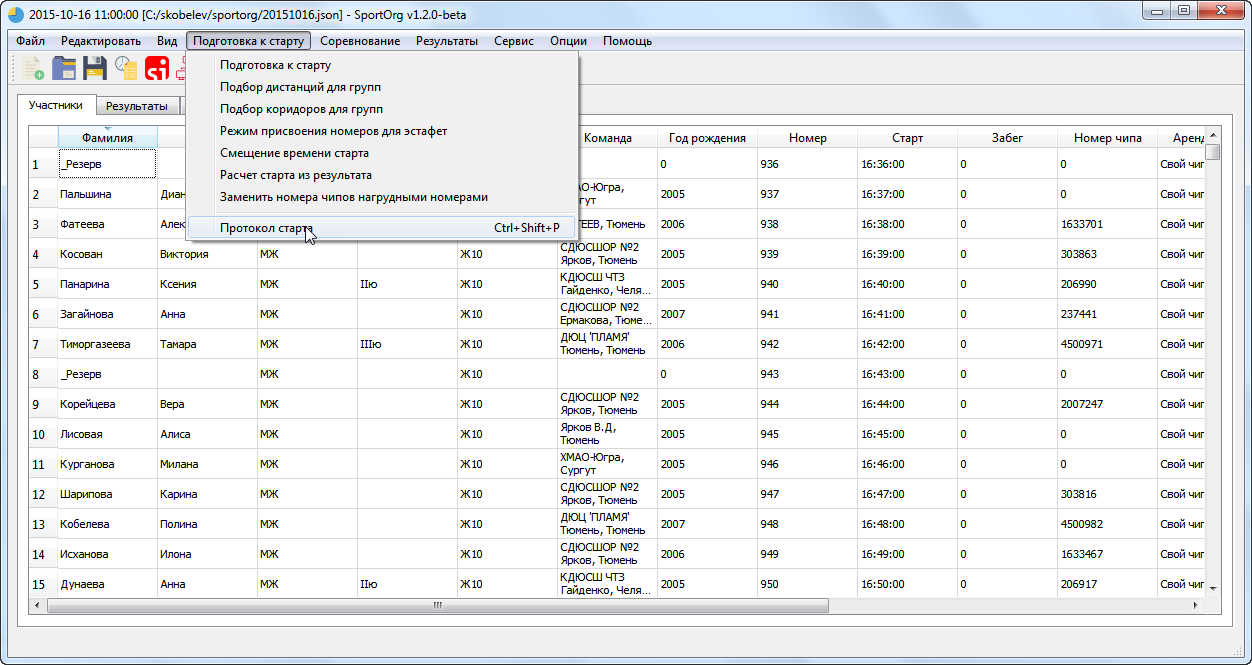 2015-10-16 11:00:00 [C:/skobelev/sportorg/20151016.json] - SportOrg v1.2.0-beta
Файл Редактировать Вид Подготовка к старту Соревнование Результаты Сервис Опции Помощь
Подготовка к старту
Подбор дистанций для групп
Подбор коридоров для групп
Режим присвоения номеров для эстафет
Смещение времени старта
Расчет старта из результата
Заменить номера чипов нагрудными номерами
Протокол старта Ctrl+Shift+P
Участники Результаты
Фамилия Команда Год рождения Номер Старт Забег Номер чипа Аренд
1 _Резерв 0 936 16:36:00 0 0 Свой чип
2 Пальшина Диан АО-Югра, гут 2005 937 16:37:00 0 0 Свой чип
3 Фатеева Алек ЕЕВ, Тюмень 2006 938 16:38:00 0 1633701 Свой чип
4 Косован Виктория МЖ Ж10 СДЮСШОР №2 Ярков, Тюмень 2005 939 16:39:00 0 303863 Свой чип
5 Панарина Ксения МЖ IIю Ж10 КДЮСШ ЧТЗ Гайденко, Челя... 2005 940 16:40:00 0 206990 Свой чип
6 Загайнова Анна МЖ Ж10 СДЮСШОР №2 Ермакова, Тюме... 2007 941 16:41:00 0 237441 Свой чип
7 Тиморгазеева Тамара МЖ IIIю Ж10 ДЮЦ 'ПЛАМЯ' Тюмень, Тюмень 2006 942 16:42:00 0 4500971 Свой чип
8 _Резерв МЖ Ж10 0 943 16:43:00 0 0 Свой чип
9 Корейцева Вера МЖ Ж10 СДЮСШОР №2 Ярков, Тюмень 2005 944 16:44:00 0 2007247 Свой чип
10 Лисовая Алиса МЖ Ж10 Ярков В.Д, Тюмень 2005 945 16:45:00 0 0 Свой чип
11 Курганова Милана МЖ Ж10 ХМАО-Югра, Сургут 2005 946 16:46:00 0 0 Свой чип
12 Шарипова Карина МЖ Ж10 СДЮСШОР №2 Ярков, Тюмень 2005 947 16:47:00 0 303816 Свой чип
13 Кобелева Полина МЖ Ж10 ДЮЦ 'ПЛАМЯ' Тюмень, Тюмень 2007 948 16:48:00 0 4500982 Свой чип
14 Исханова Илона МЖ Ж10 СДЮСШОР №2 Ярков, Тюмень 2006 949 16:49:00 0 1633467 Свой чип
15 Дунаева Анна МЖ IIю Ж10 КДЮСШ ЧТЗ Гайденко, Челя... 2005 950 16:50:00 0 206917 Свой чип